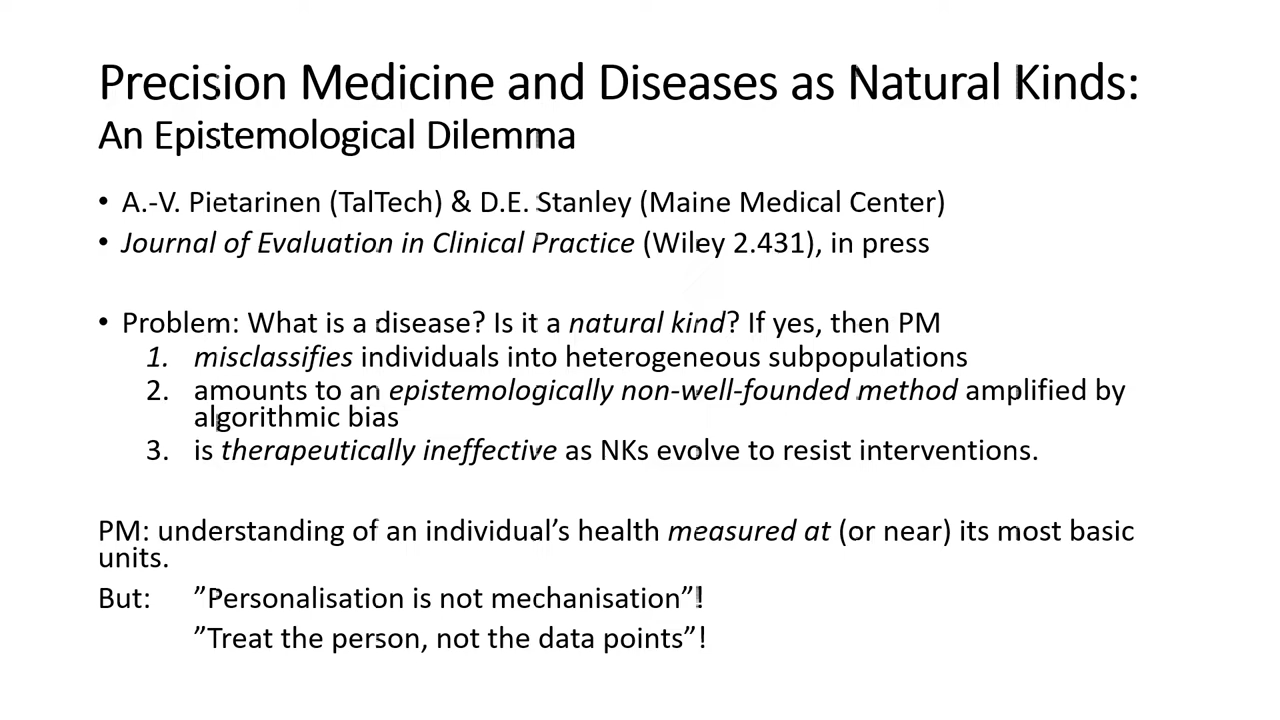 Precision Medicine and Diseases as Natural Kinds:
An Epistemological Dilemma
• A.-V. Pietarinen (TalTech) & D.E. Stanley (Maine Medical Center)
• Journal of Evaluation in Clinical Practice (Wiley 2.431), in press
• Problem: What is a disease? Is it a natural kind? If yes, then PM
1. misclassifies individuals into heterogeneous subpopulations
2. amounts to an epistemologically non-well-founded method amplified by
algorithmic bias
3. is therapeutically ineffective as NKs evolve to resist interventions.
PM: understanding of an individual’s health measured at (or near) its most basic
units.
But: ”Personalisation is not mechanisation”!
”Treat the person, not the data points”!